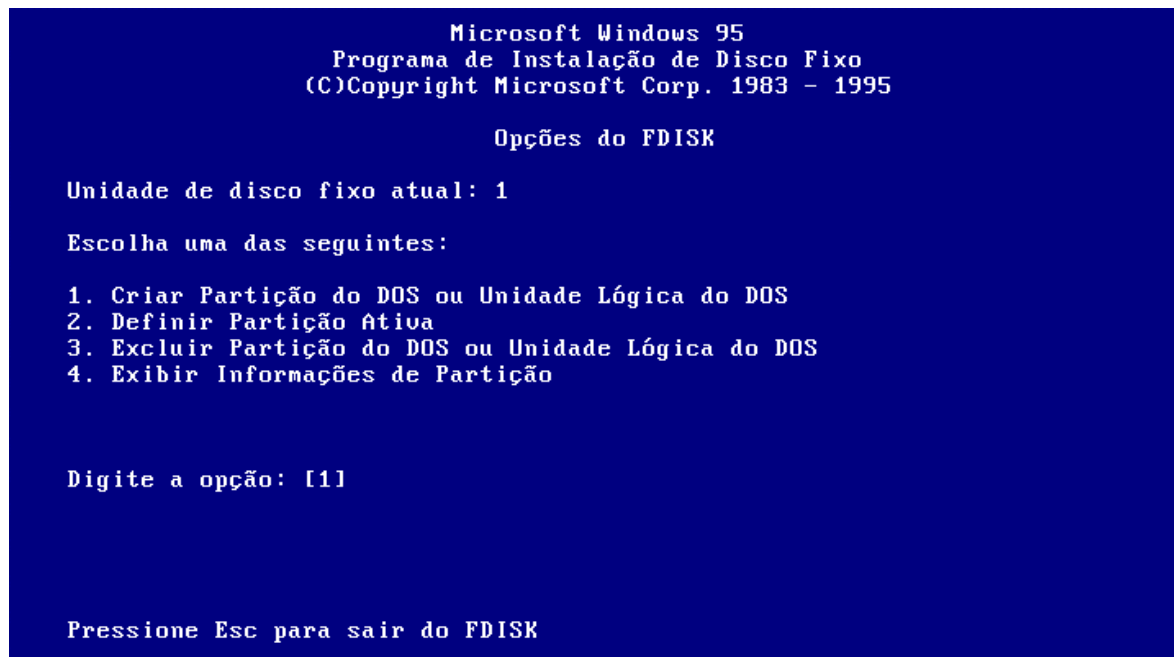 Microsoft Windows 95
Programa de Instalação de Disco Fixo
(C)Copyright Microsoft Corp. 1983 - 1995
Opções do FDISK
Unidade de disco fixo atual: 1
Escolha uma das seguintes:
1. Criar Partição do DOS ou Unidade Lógica do DOS
2. Definir Partição Ativa
3. Excluir Partição do DOS ou Unidade Lógica do DOS
4. Exibir Informações de Partição
Digite a opção: [1]
Pressione Esc para sair do FDISK